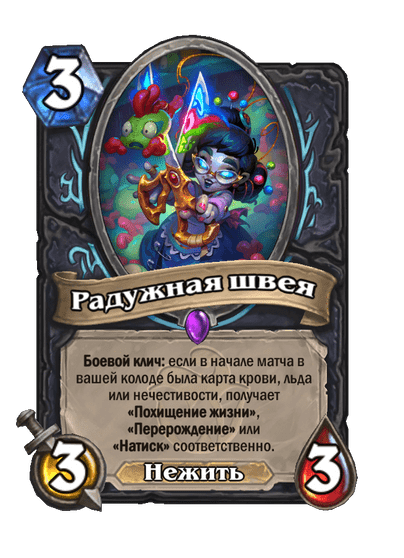 3
Радужная швея
Боевой клич: если в начале матча в
вашей колоде была карта крови, льда
или нечестивости, получает
«Похищение жизни»,
«Перерождение» или
«Натиск» соответственно.
3
Нежить
3